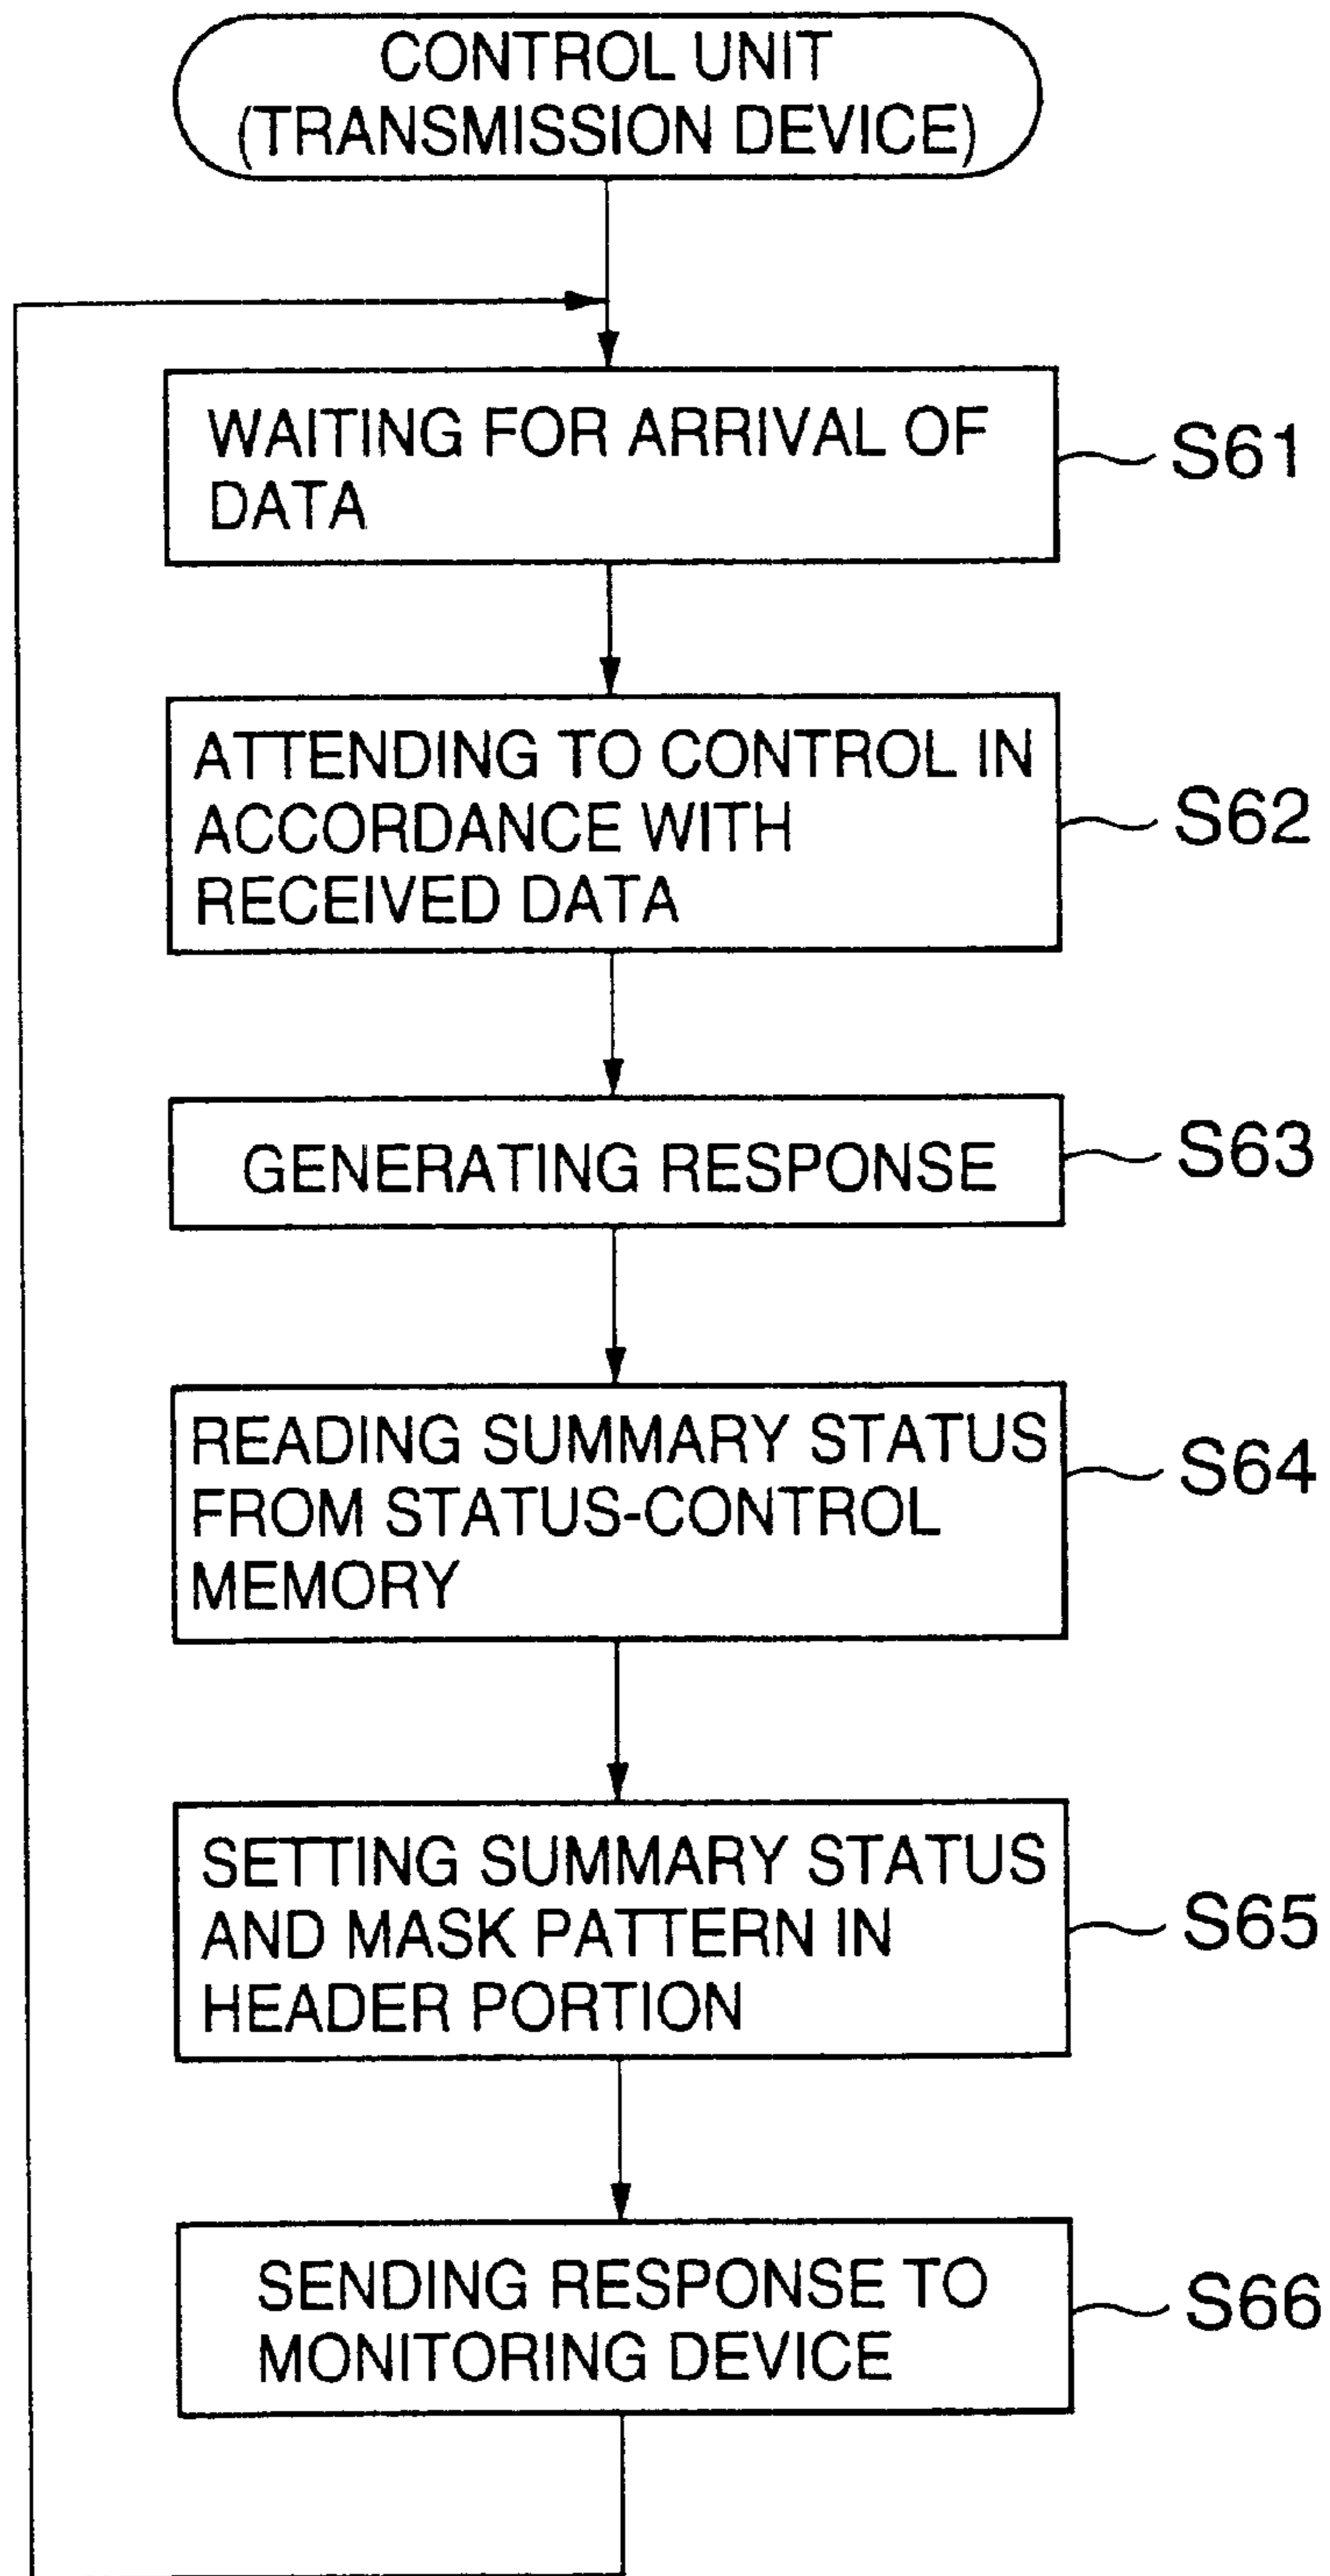 CONTROL UNIT
(TRANSMISSION DEVICE)
WAITING FOR ARRIVAL OF
DATA
S61
ATTENDING TO CONTROL IN
ACCORDANCE WITH
RECEIVED DATA
S62
GENERATING RESPONSE
S63
READING SUMMARY STATUS
FROM STATUS-CONTROL
MEMORY
S64
SETTING SUMMARY STATUS
AND MASK PATTERN IN
HEADER PORTION
S65
SENDING RESPONSE TO
MONITORING DEVICE
S66